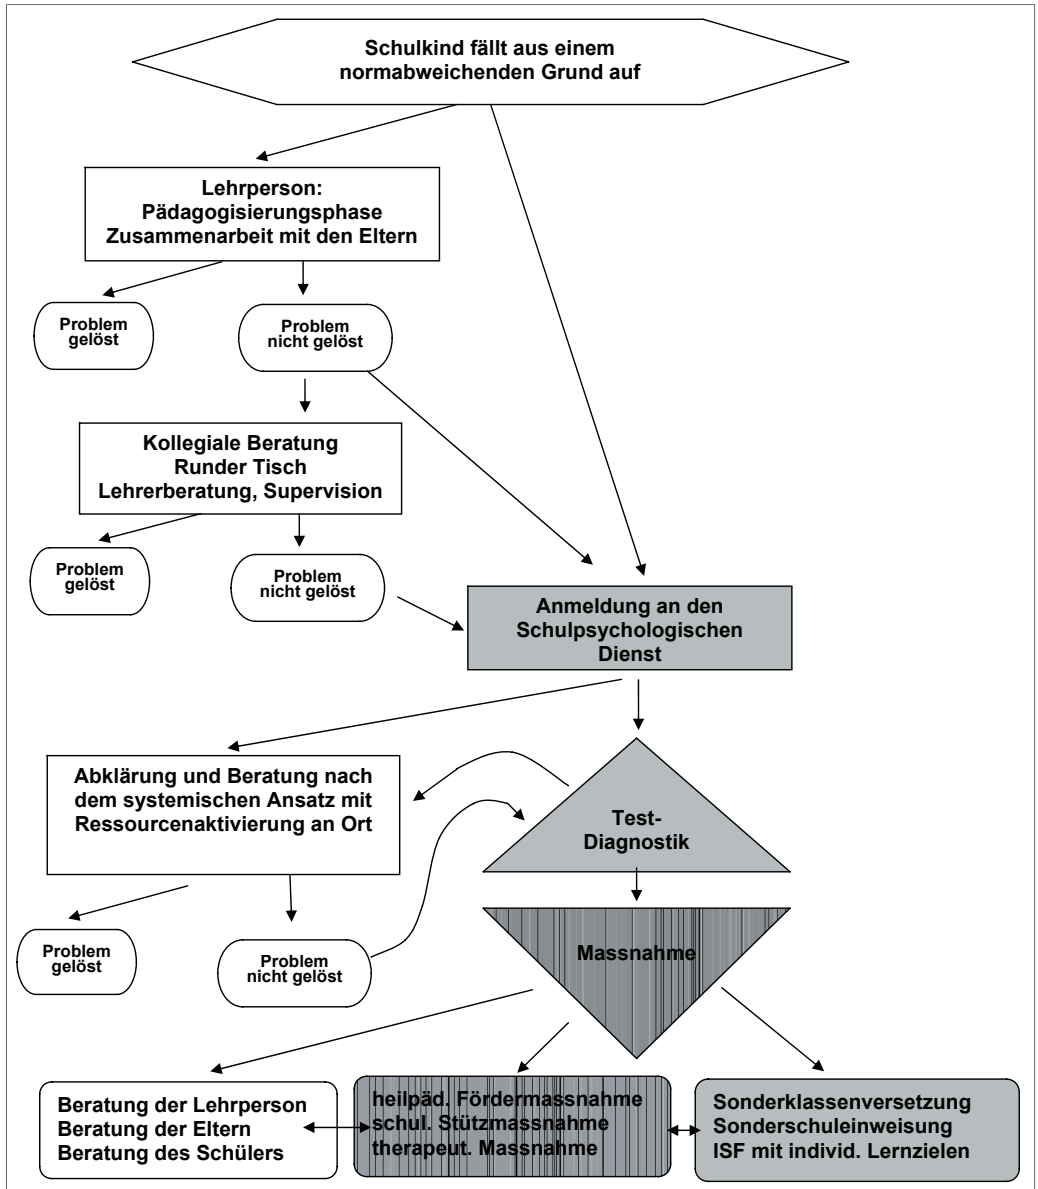 Schulkind fällt aus einem
normabweichenden Grund auf
Lehrperson:
Pädagogisierungsphase
Zusammenarbeit mit den Eltern
Problem
gelöst
Problem
nicht gelöst
Kollegiale Beratung
Runder Tisch
Lehrerberatung, Supervision
Problem
gelöst
Problem
nicht gelöst
Anmeldung an den
Schulpsychologischen
Dienst
Abklärung und Beratung nach
dem systemischen Ansatz mit
Ressourcenaktivierung an Ort
Test-
Diagnostik
Problem
gelöst
Problem
nicht gelöst
Massnahme
Beratung der Lehrperson
Beratung der Eltern
Beratung des Schülers
heilpäd. Fördermassnahme
schul. Stützmassnahme
therapeut. Massnahme
Sonderklassenversetzung
Sonderschuleinweisung
ISF mit individ. Lernzielen